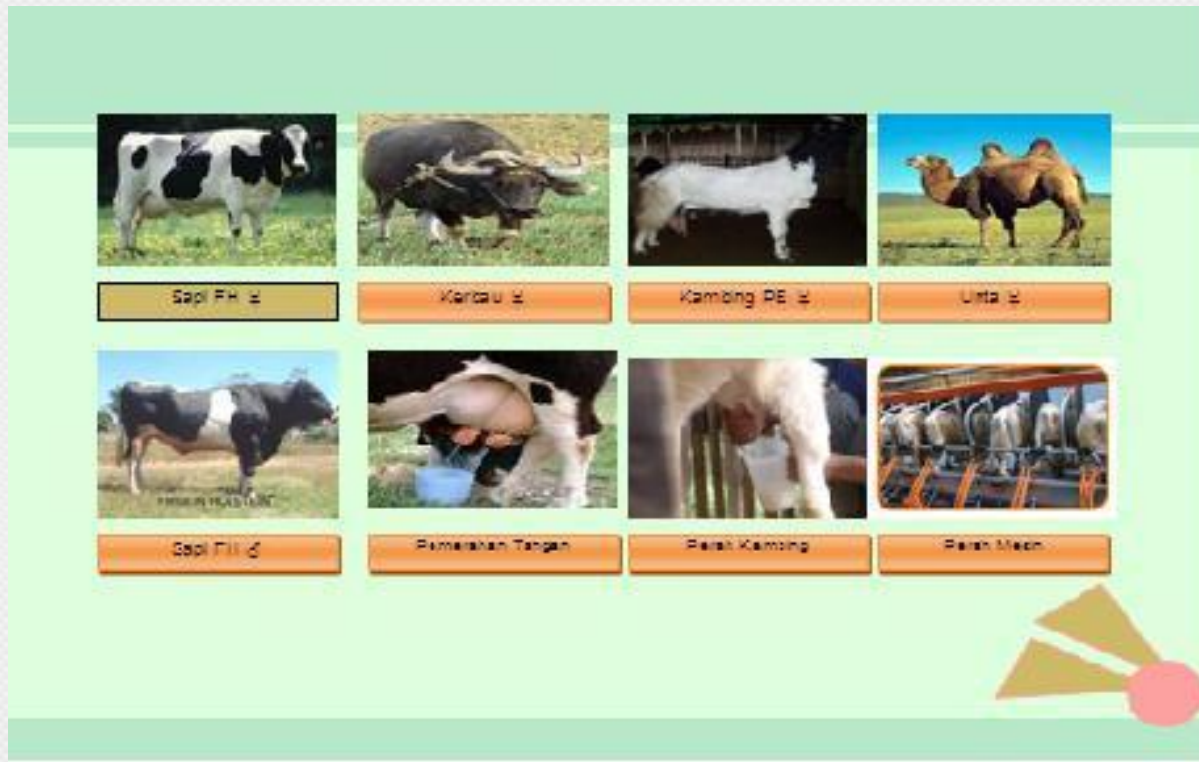 Sapi FH ♀
Kerbau ♀
Kambing PE ♀
Unta ♀
Sapi FH ♂
Pemerahan Tangan
Perah Kambing
Perah Mesin